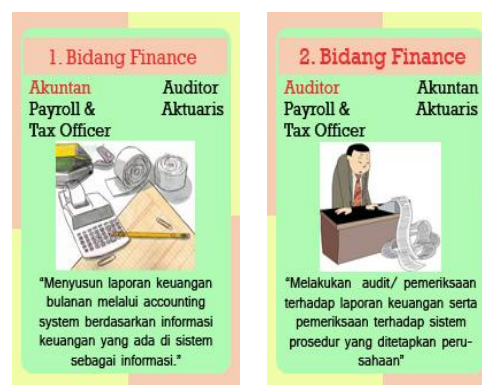 1. Bidang Finance
Akuntan Auditor
Payroll & Aktuaris
Tax Officer
"Menyusun laporan keuangan
bulanan melalui accounting
system berdasarkan informasi
keuangan yang ada di sistem
sebagai informasi."
2. Bidang Finance
Auditor Akuntan
Payroll & Aktuaris
Tax Officer
"Melakukan audit/ pemeriksaan
terhadap laporan keuangan serta
pemeriksaan terhadap sistem
prosedur yang ditetapkan peru-
sahaan"